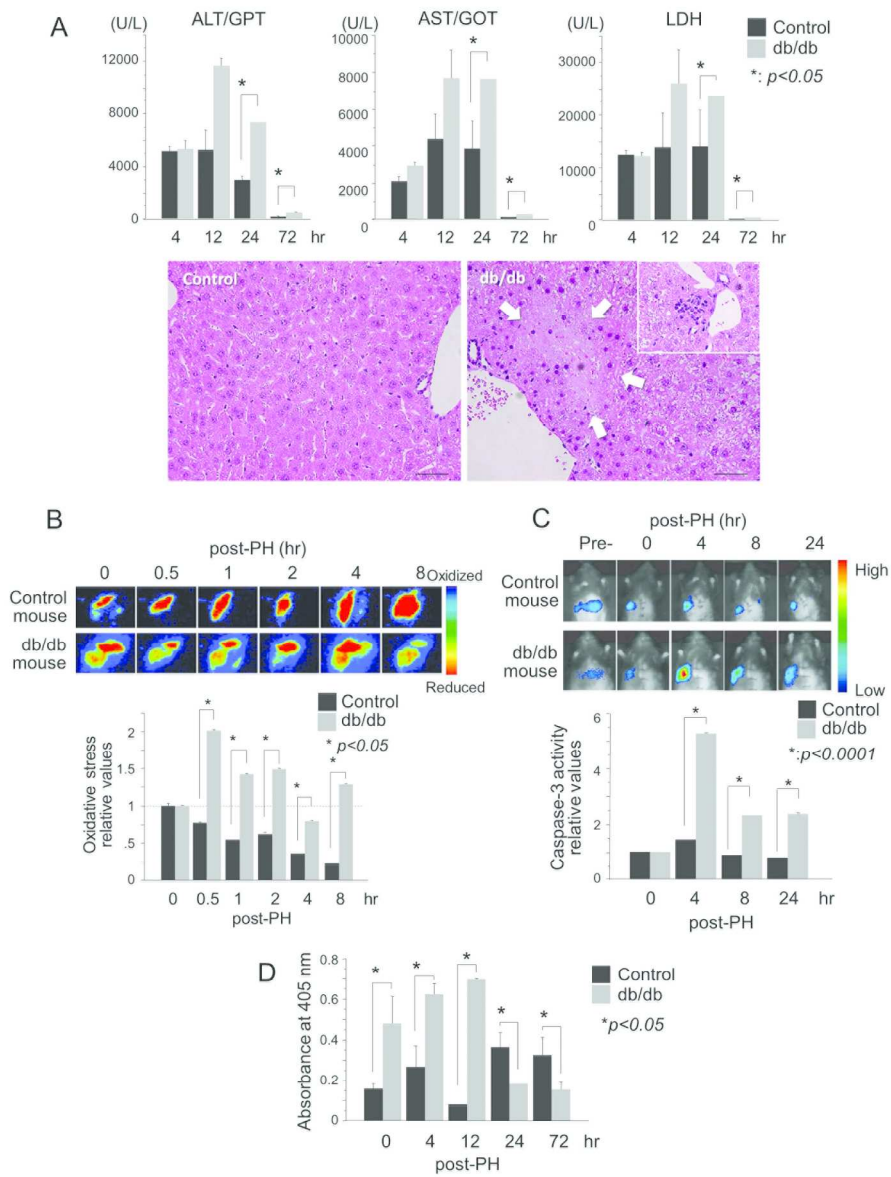 A
ALT/GPT
AST/GOT
LDH
(U/L)
(U/L)
(U/L)
Control
db/db
*: p<0.05
12000
8000
4000
0
10000
8000
6000
4000
2000
0
30000
20000
10000
0
*
*
*
*
*
*
4 12 24 72 hr
4 12 24 72 hr
4 12 24 72 hr
Control
db/db
B
post-PH (hr)
0 0.5 1 2 4 8
Oxidized
Control
mouse
db/db
mouse
Reduced
Control
db/db
* p<0.05
Oxidative stress
relative values
2
1.5
1
.5
0
*
*
*
*
*
0 0.5 1 2 4 8 hr
post-PH
C
post-PH (hr)
Pre- 0 4 8 24
High
Control
mouse
db/db
mouse
Low
Control
db/db
*:p<0.0001
Caspase-3 activity
relative values
6
5
4
2
1
0
*
*
*
0 4 8 24 hr
post-PH
D
Control
db/db
*p<0.05
Absorbance at 405 nm
0.8
0.6
0.4
0.2
0
*
*
*
*
*
0 4 12 24 72 hr
post-PH